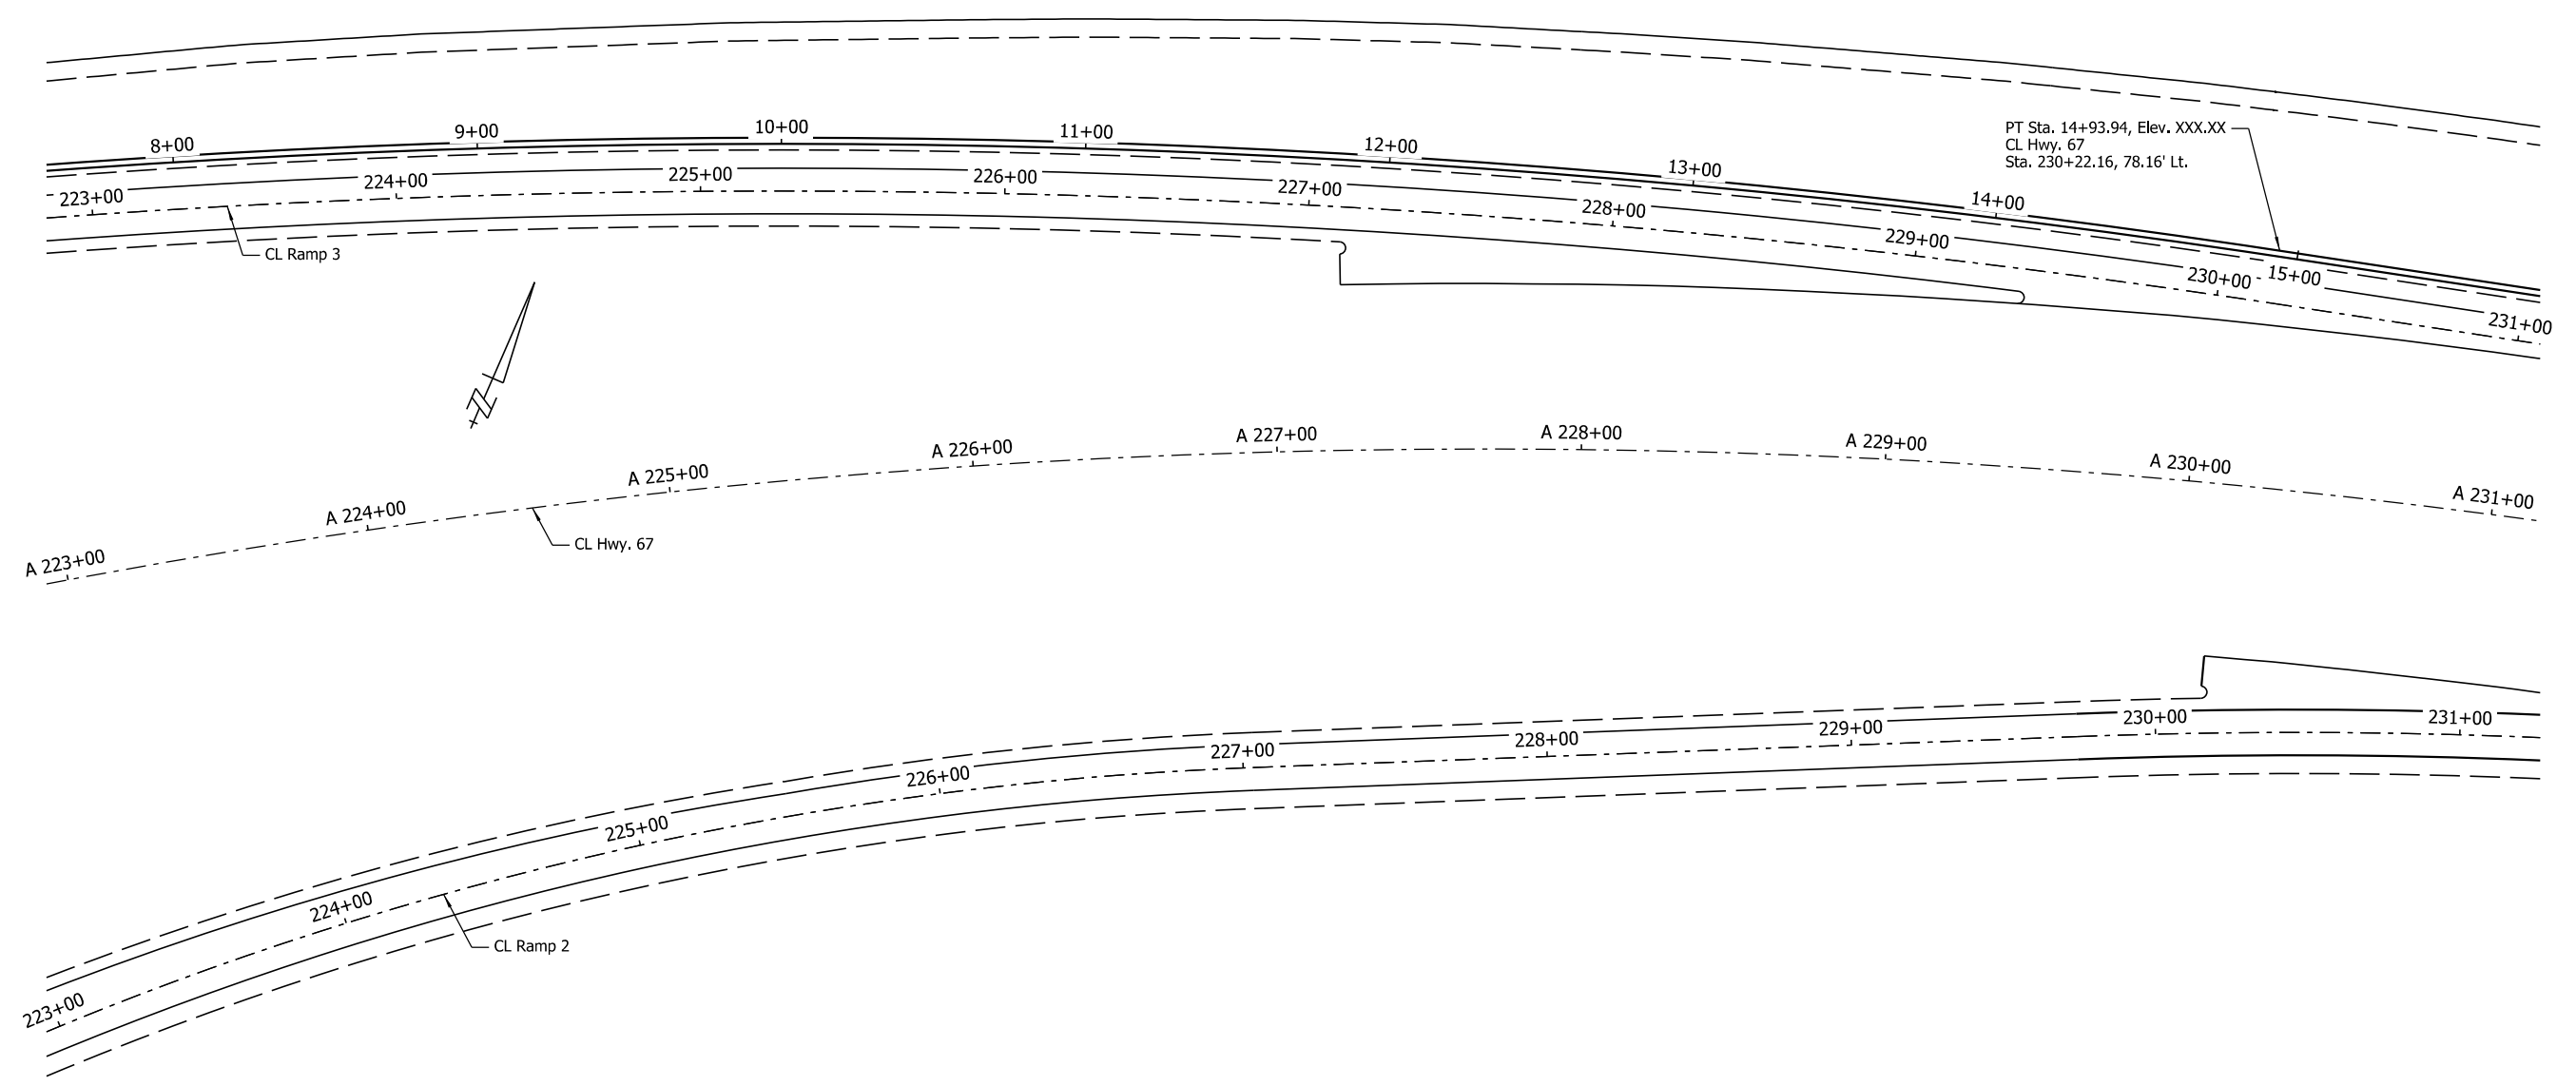 8+00
9+00
10+00
11+00
12+00
13+00
14+00
15+00
PT Sta. 14+93.94, Elev. XXX.XX
CL Hwy. 67
Sta. 230+22.16, 78.16' Lt.
223+00
224+00
225+00
226+00
227+00
228+00
229+00
230+00
231+00
CL Ramp 3
N
A 223+00
A 224+00
A 225+00
A 226+00
A 227+00
A 228+00
A 229+00
A 230+00
A 231+00
CL Hwy. 67
223+00
224+00
225+00
226+00
227+00
228+00
229+00
230+00
231+00
CL Ramp 2